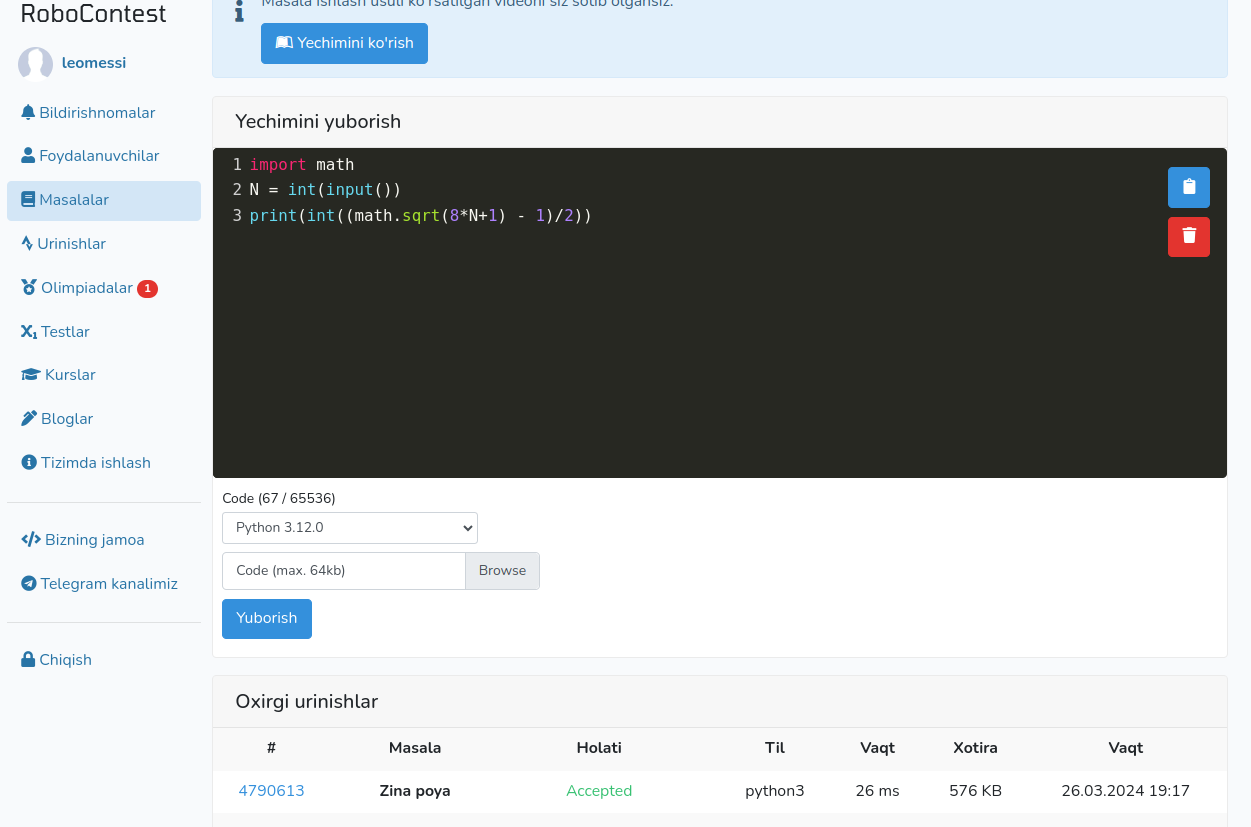 RoboContest
leomessi
Bildirishnomalar
Foydalanuvchilar
Masalalar
Urinishlar
Olimpiadalar 1
Testlar
Kurslar
Bloglar
Tizimda ishlash
Bizning jamoa
Telegram kanalimiz
Chiqish
Masala ishlash usuli ko'rsatilgan videoni siz sotib olgansiz.
Yechimini ko'rish
Yechimini yuborish
1 import math
2 N = int(input())
3 print(int((math.sqrt(8*N+1) - 1)/2))
Code (67 / 65536)
Python 3.12.0
Code (max. 64kb) Browse
Yuborish
Oxirgi urinishlar
# Masala Holati Til Vaqt Xotira Vaqt
4790613 Zina poya Accepted python3 26 ms 576 KB 26.03.2024 19:17